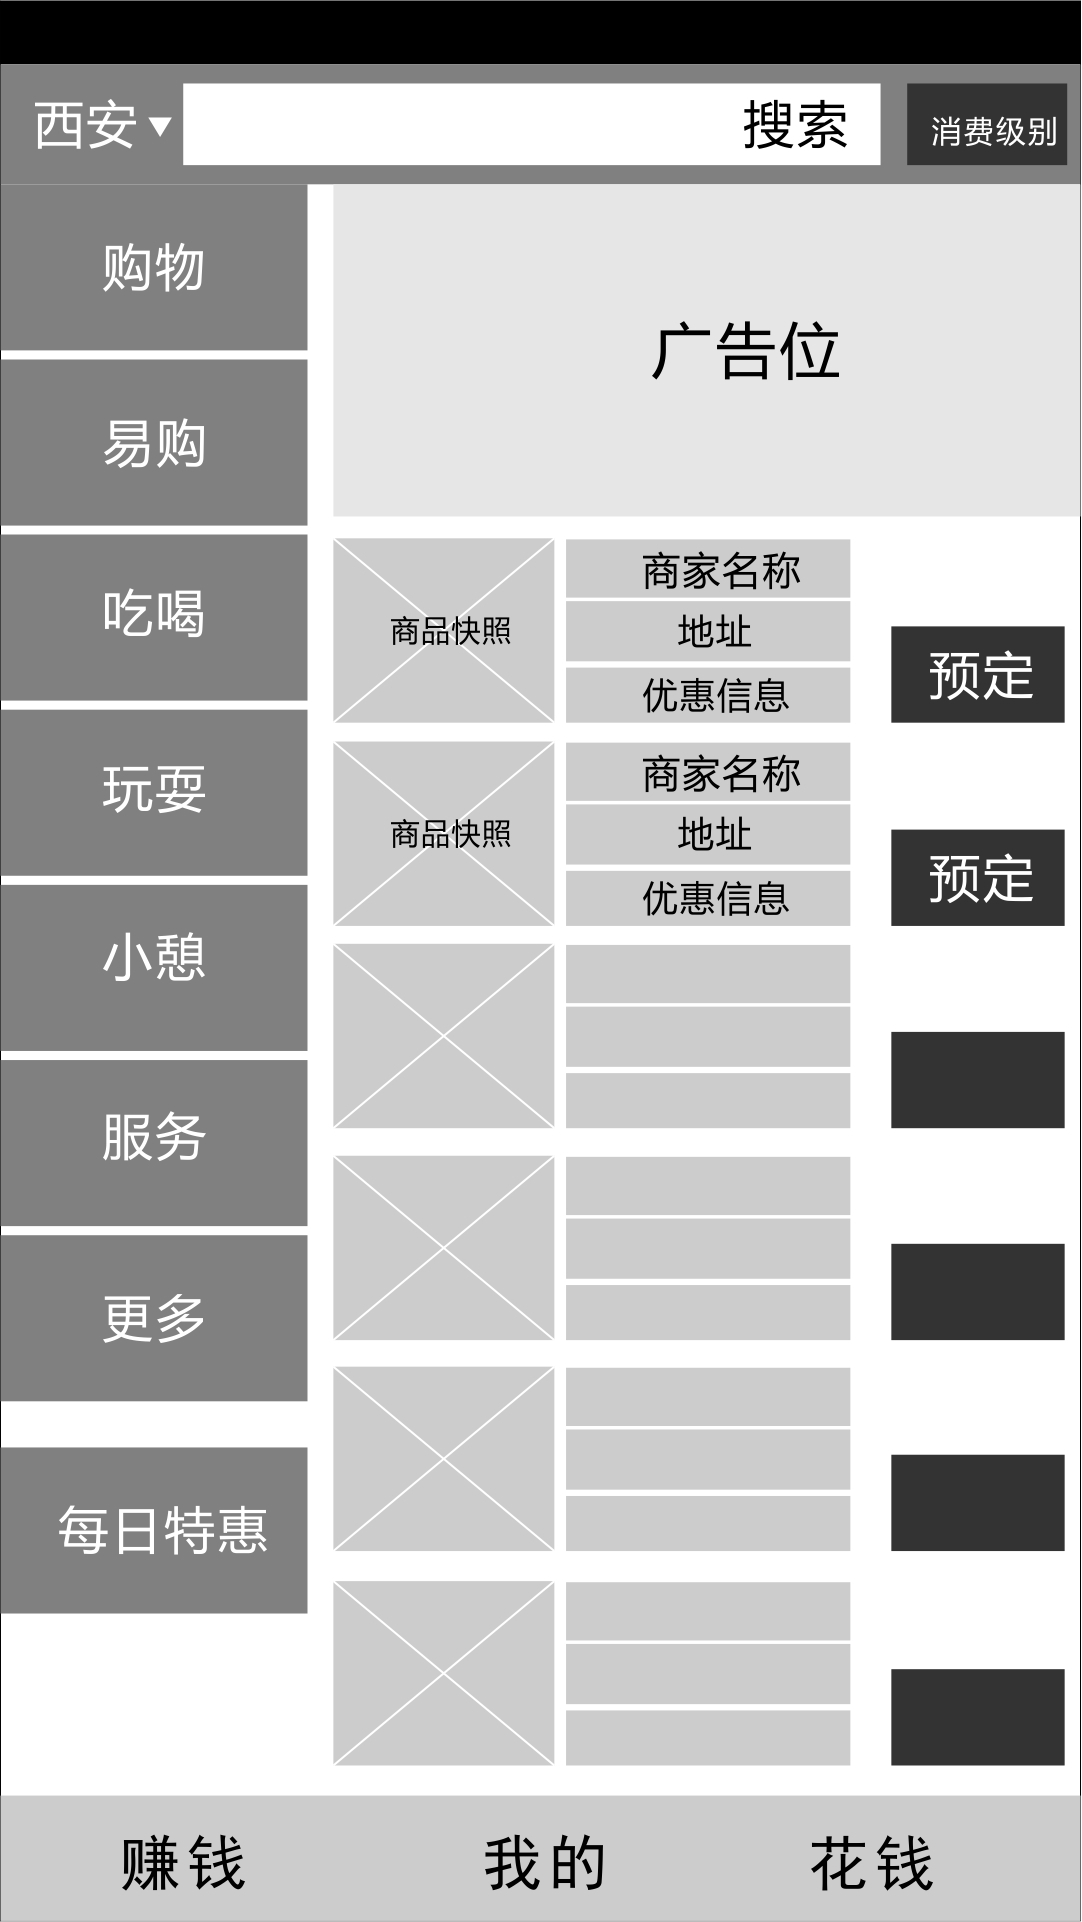 西安
搜索
消费级别
购物
易购
吃喝
玩耍
小憩
服务
更多
每日特惠
广告位
商品快照
商家名称
地址
优惠信息
预定
商品快照
商家名称
地址
优惠信息
预定
赚钱
我的
花钱